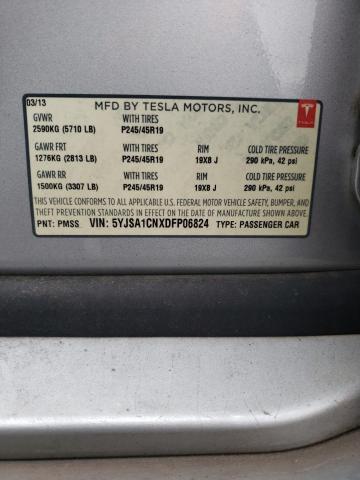 03/13 MFD BY TESLA MOTORS, INC.
GVWR WITH TIRES
2590KG (5710 LB) P245/45R19
GAWR FRT WITH TIRES RIM COLD TIRE PRESSURE
1276KG (2813 LB) P245/45R19 19X8 J 290 kPa, 42 psi
GAWR RR WITH TIRES RIM COLD TIRE PRESSURE
1500KG (3307 LB) P245/45R19 19X8 J 290 kPa, 42 psi
THIS VEHICLE CONFORMS TO ALL APPLICABLE U.S. FEDERAL MOTOR VEHICLE SAFETY, BUMPER, AND
THEFT PREVENTION STANDARDS IN EFFECT ON THE DATE OF MANUFACTURE SHOWN ABOVE.
PNT: PMSS VIN: 5YJSA1CNXDFP06824 TYPE: PASSENGER CAR
TESLA